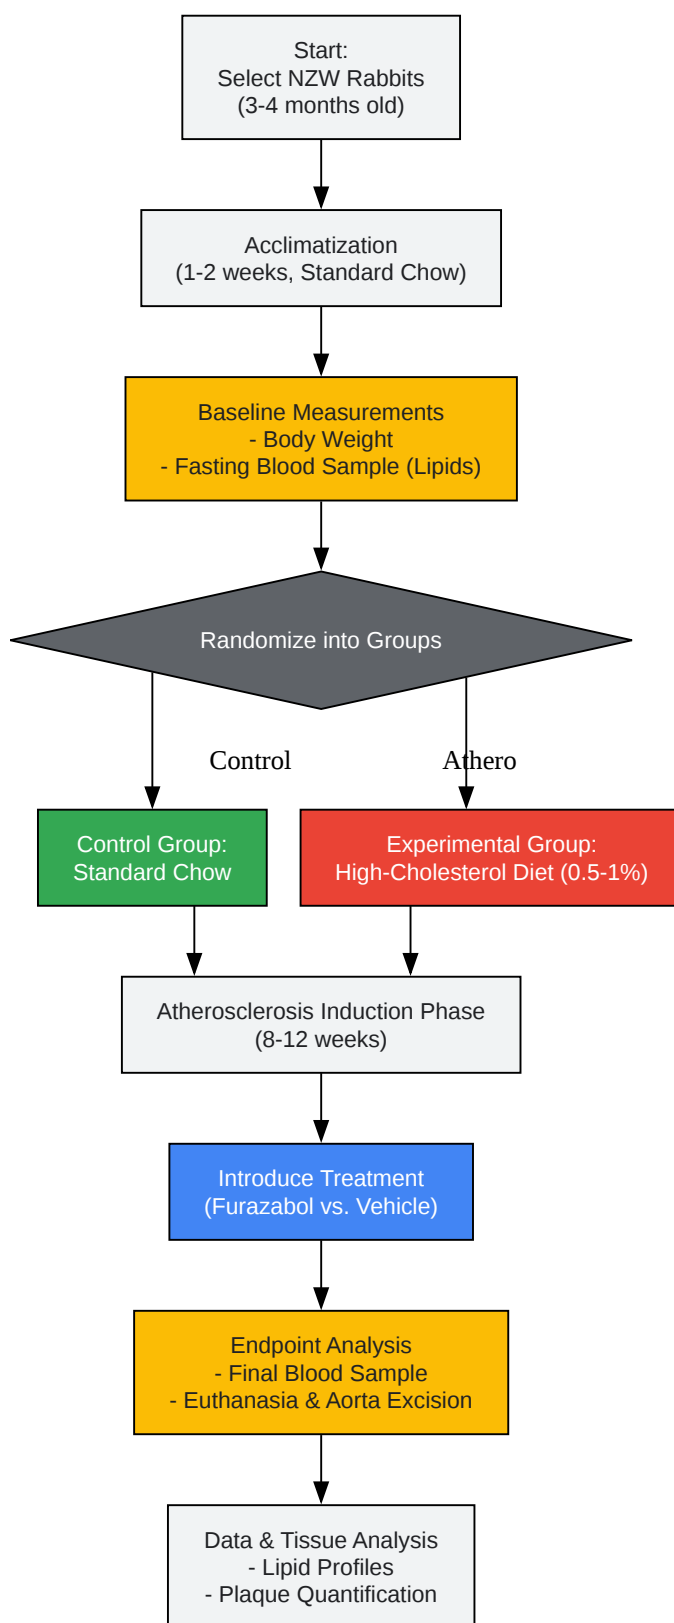 Start:
Select NZW Rabbits
(3-4 months old)
Acclimatization
(1-2 weeks, Standard Chow)
Baseline Measurements
- Body Weight
- Fasting Blood Sample (Lipids)
Randomize into Groups
Control
Athero
Control Group:
Standard Chow
Experimental Group:
High-Cholesterol Diet (0.5-1%)
Atherosclerosis Induction Phase
(8-12 weeks)
Introduce Treatment
(Furazabol vs. Vehicle)
Endpoint Analysis
- Final Blood Sample
- Euthanasia & Aorta Excision
Data & Tissue Analysis
- Lipid Profiles
- Plaque Quantification